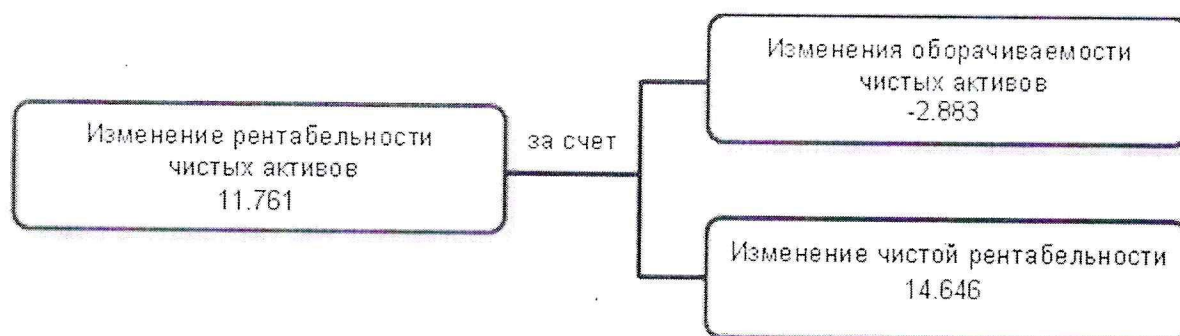 Изменение рентабельности
чистых активов
11.761
за счет
Изменения оборачиваемости
чистых активов
-2.883
Изменение чистой рентабельности
14.646